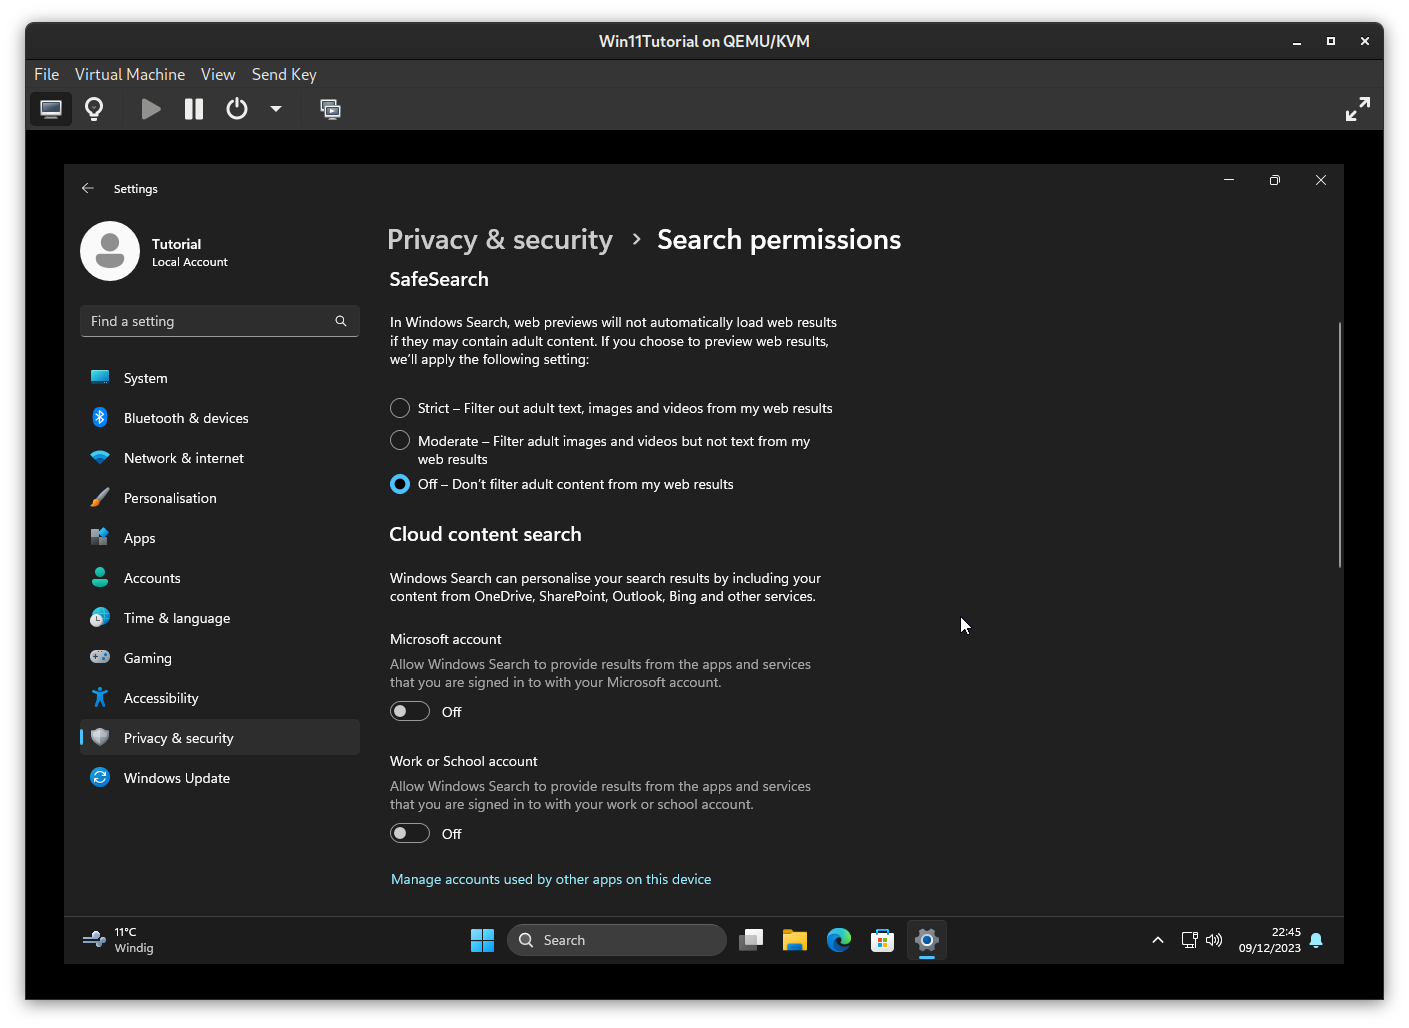 Win11Tutorial on QEMU/KVM
File Virtual Machine View Send Key
Settings
Tutorial
Local Account
Find a setting
System
Bluetooth & devices
Network & internet
Personalisation
Apps
Accounts
Time & language
Gaming
Accessibility
Privacy & security
Windows Update
Privacy & security › Search permissions
SafeSearch
In Windows Search, web previews will not automatically load web results
if they may contain adult content. If you choose to preview web results,
we'll apply the following setting:
Strict – Filter out adult text, images and videos from my web results
Moderate – Filter adult images and videos but not text from my
web results
Off – Don't filter adult content from my web results
Cloud content search
Windows Search can personalise your search results by including your
content from OneDrive, SharePoint, Outlook, Bing and other services.
Microsoft account
Allow Windows Search to provide results from the apps and services
that you are signed in to with your Microsoft account.
Off
Work or School account
Allow Windows Search to provide results from the apps and services
that you are signed in to with your work or school account.
Off
Manage accounts used by other apps on this device
11°C
Windig
Search
22:45
09/12/2023